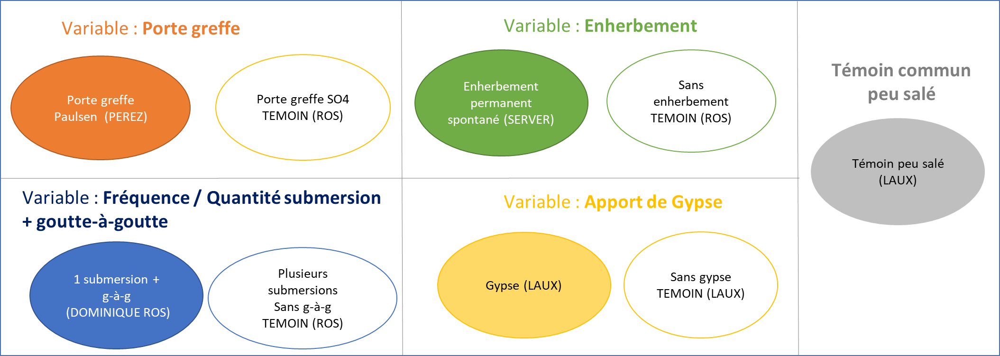 Variable : Porte greffe
Porte greffe
Paulsen (PEREZ)
Porte greffe SO4
TEMOIN (ROS)
Variable : Enherbement
Enherbement
permanent
spontané (SERVER)
Sans
enherbement
TEMOIN (ROS)
Témoin commun
peu salé
Témoin peu salé
(LAUX)
Variable : Fréquence / Quantité submersion
+ goutte-à-goutte
1 submersion +
g-à-g
(DOMINIQUE ROS)
Plusieurs
submersions
Sans g-à-g
TEMOIN (ROS)
Variable : Apport de Gypse
Gypse (LAUX)
Sans gypse
TEMOIN (LAUX)